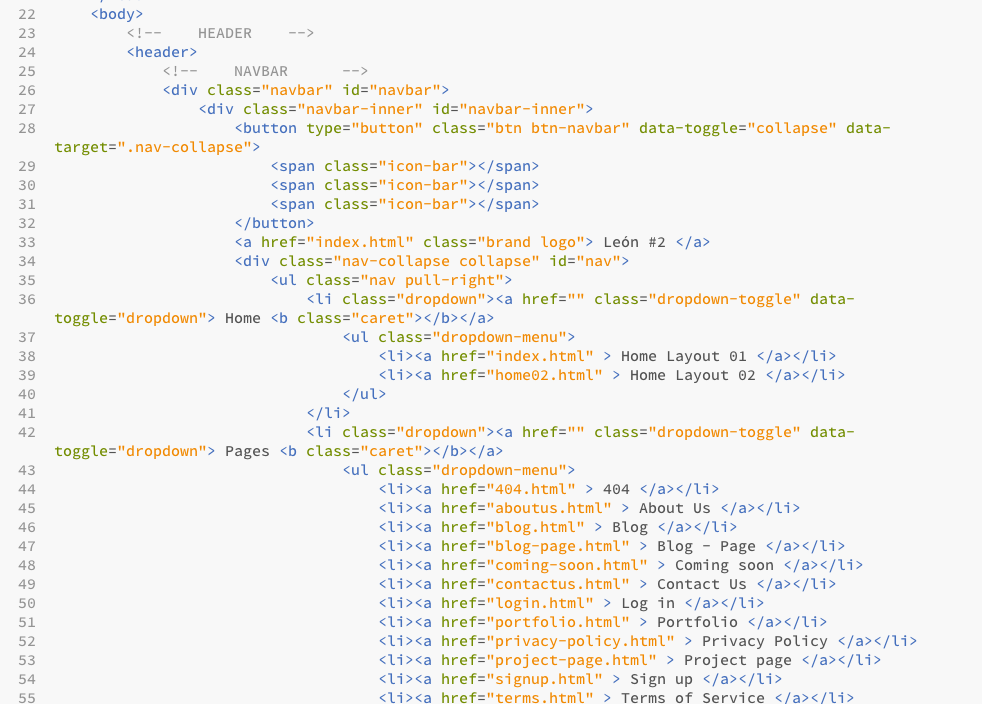 22 <body>
23 <!-- HEADER -->
24 <header>
25 <!-- NAVBAR -->
26 <div class="navbar" id="navbar">
27 <div class="navbar-inner" id="navbar-inner">
28 <button type="button" class="btn btn-navbar" data-toggle="collapse" data-
target=".nav-collapse">
29 <span class="icon-bar"></span>
30 <span class="icon-bar"></span>
31 <span class="icon-bar"></span>
32 </button>
33 <a href="index.html" class="brand logo"> León #2 </a>
34 <div class="nav-collapse collapse" id="nav">
35 <ul class="nav pull-right">
36 <li class="dropdown"><a href="" class="dropdown-toggle" data-
toggle="dropdown"> Home <b class="caret"></b></a>
37 <ul class="dropdown-menu">
38 <li><a href="index.html" > Home Layout 01 </a></li>
39 <li><a href="home02.html" > Home Layout 02 </a></li>
40 </ul>
41 </li>
42 <li class="dropdown"><a href="" class="dropdown-toggle" data-
toggle="dropdown"> Pages <b class="caret"></b></a>
43 <ul class="dropdown-menu">
44 <li><a href="404.html" > 404 </a></li>
45 <li><a href="aboutus.html" > About Us </a></li>
46 <li><a href="blog.html" > Blog </a></li>
47 <li><a href="blog-page.html" > Blog - Page </a></li>
48 <li><a href="coming-soon.html" > Coming soon </a></li>
49 <li><a href="contactus.html" > Contact Us </a></li>
50 <li><a href="login.html" > Log in </a></li>
51 <li><a href="portfolio.html" > Portfolio </a></li>
52 <li><a href="privacy-policy.html" > Privacy Policy </a></li>
53 <li><a href="project-page.html" > Project page </a></li>
54 <li><a href="signup.html" > Sign up </a></li>
55 <li><a href="terms.html" > Terms of Service </a></li>